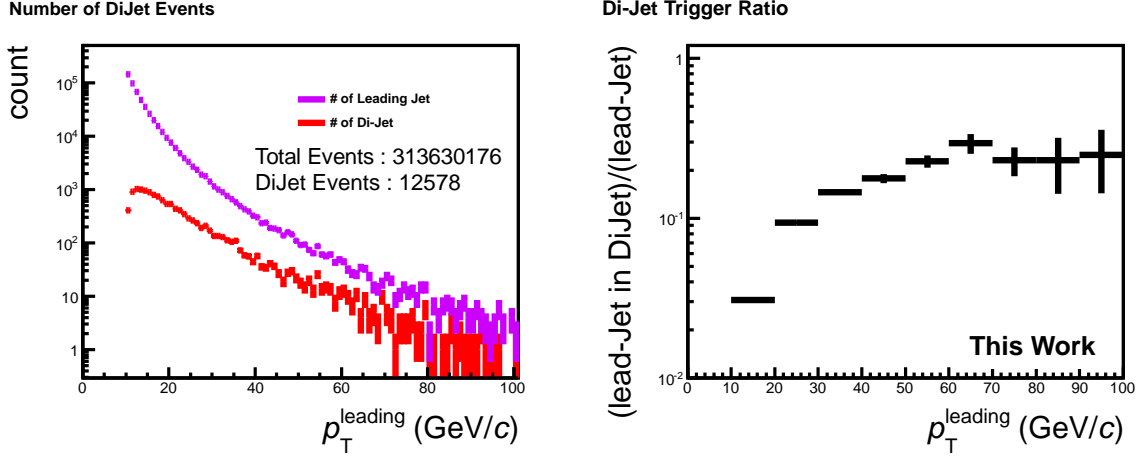 Number of DiJet Events
count
10^5
10^4
10^3
10^2
10
1
# of Leading Jet
# of Di-Jet
Total Events : 313630176
DiJet Events : 12578
0 20 40 60 80 100
p_T^leading (GeV/c)
Di-Jet Trigger Ratio
(lead-Jet in DiJet)/(lead-Jet)
1
10^-1
10^-2
This Work
0 10 20 30 40 50 60 70 80 90 100
p_T^leading (GeV/c)